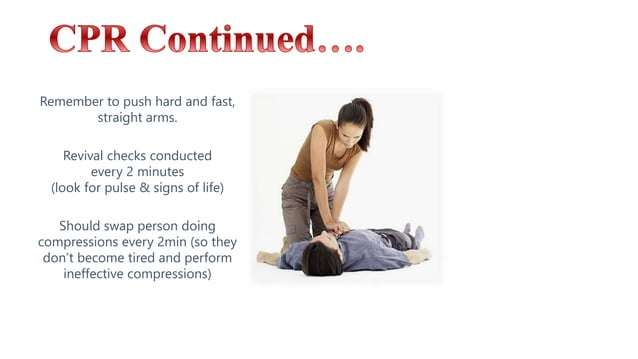 CPR Continued….
Remember to push hard and fast,
straight arms.
Revival checks conducted
every 2 minutes
(look for pulse & signs of life)
Should swap person doing
compressions every 2min (so they
don't become tired and perform
ineffective compressions)